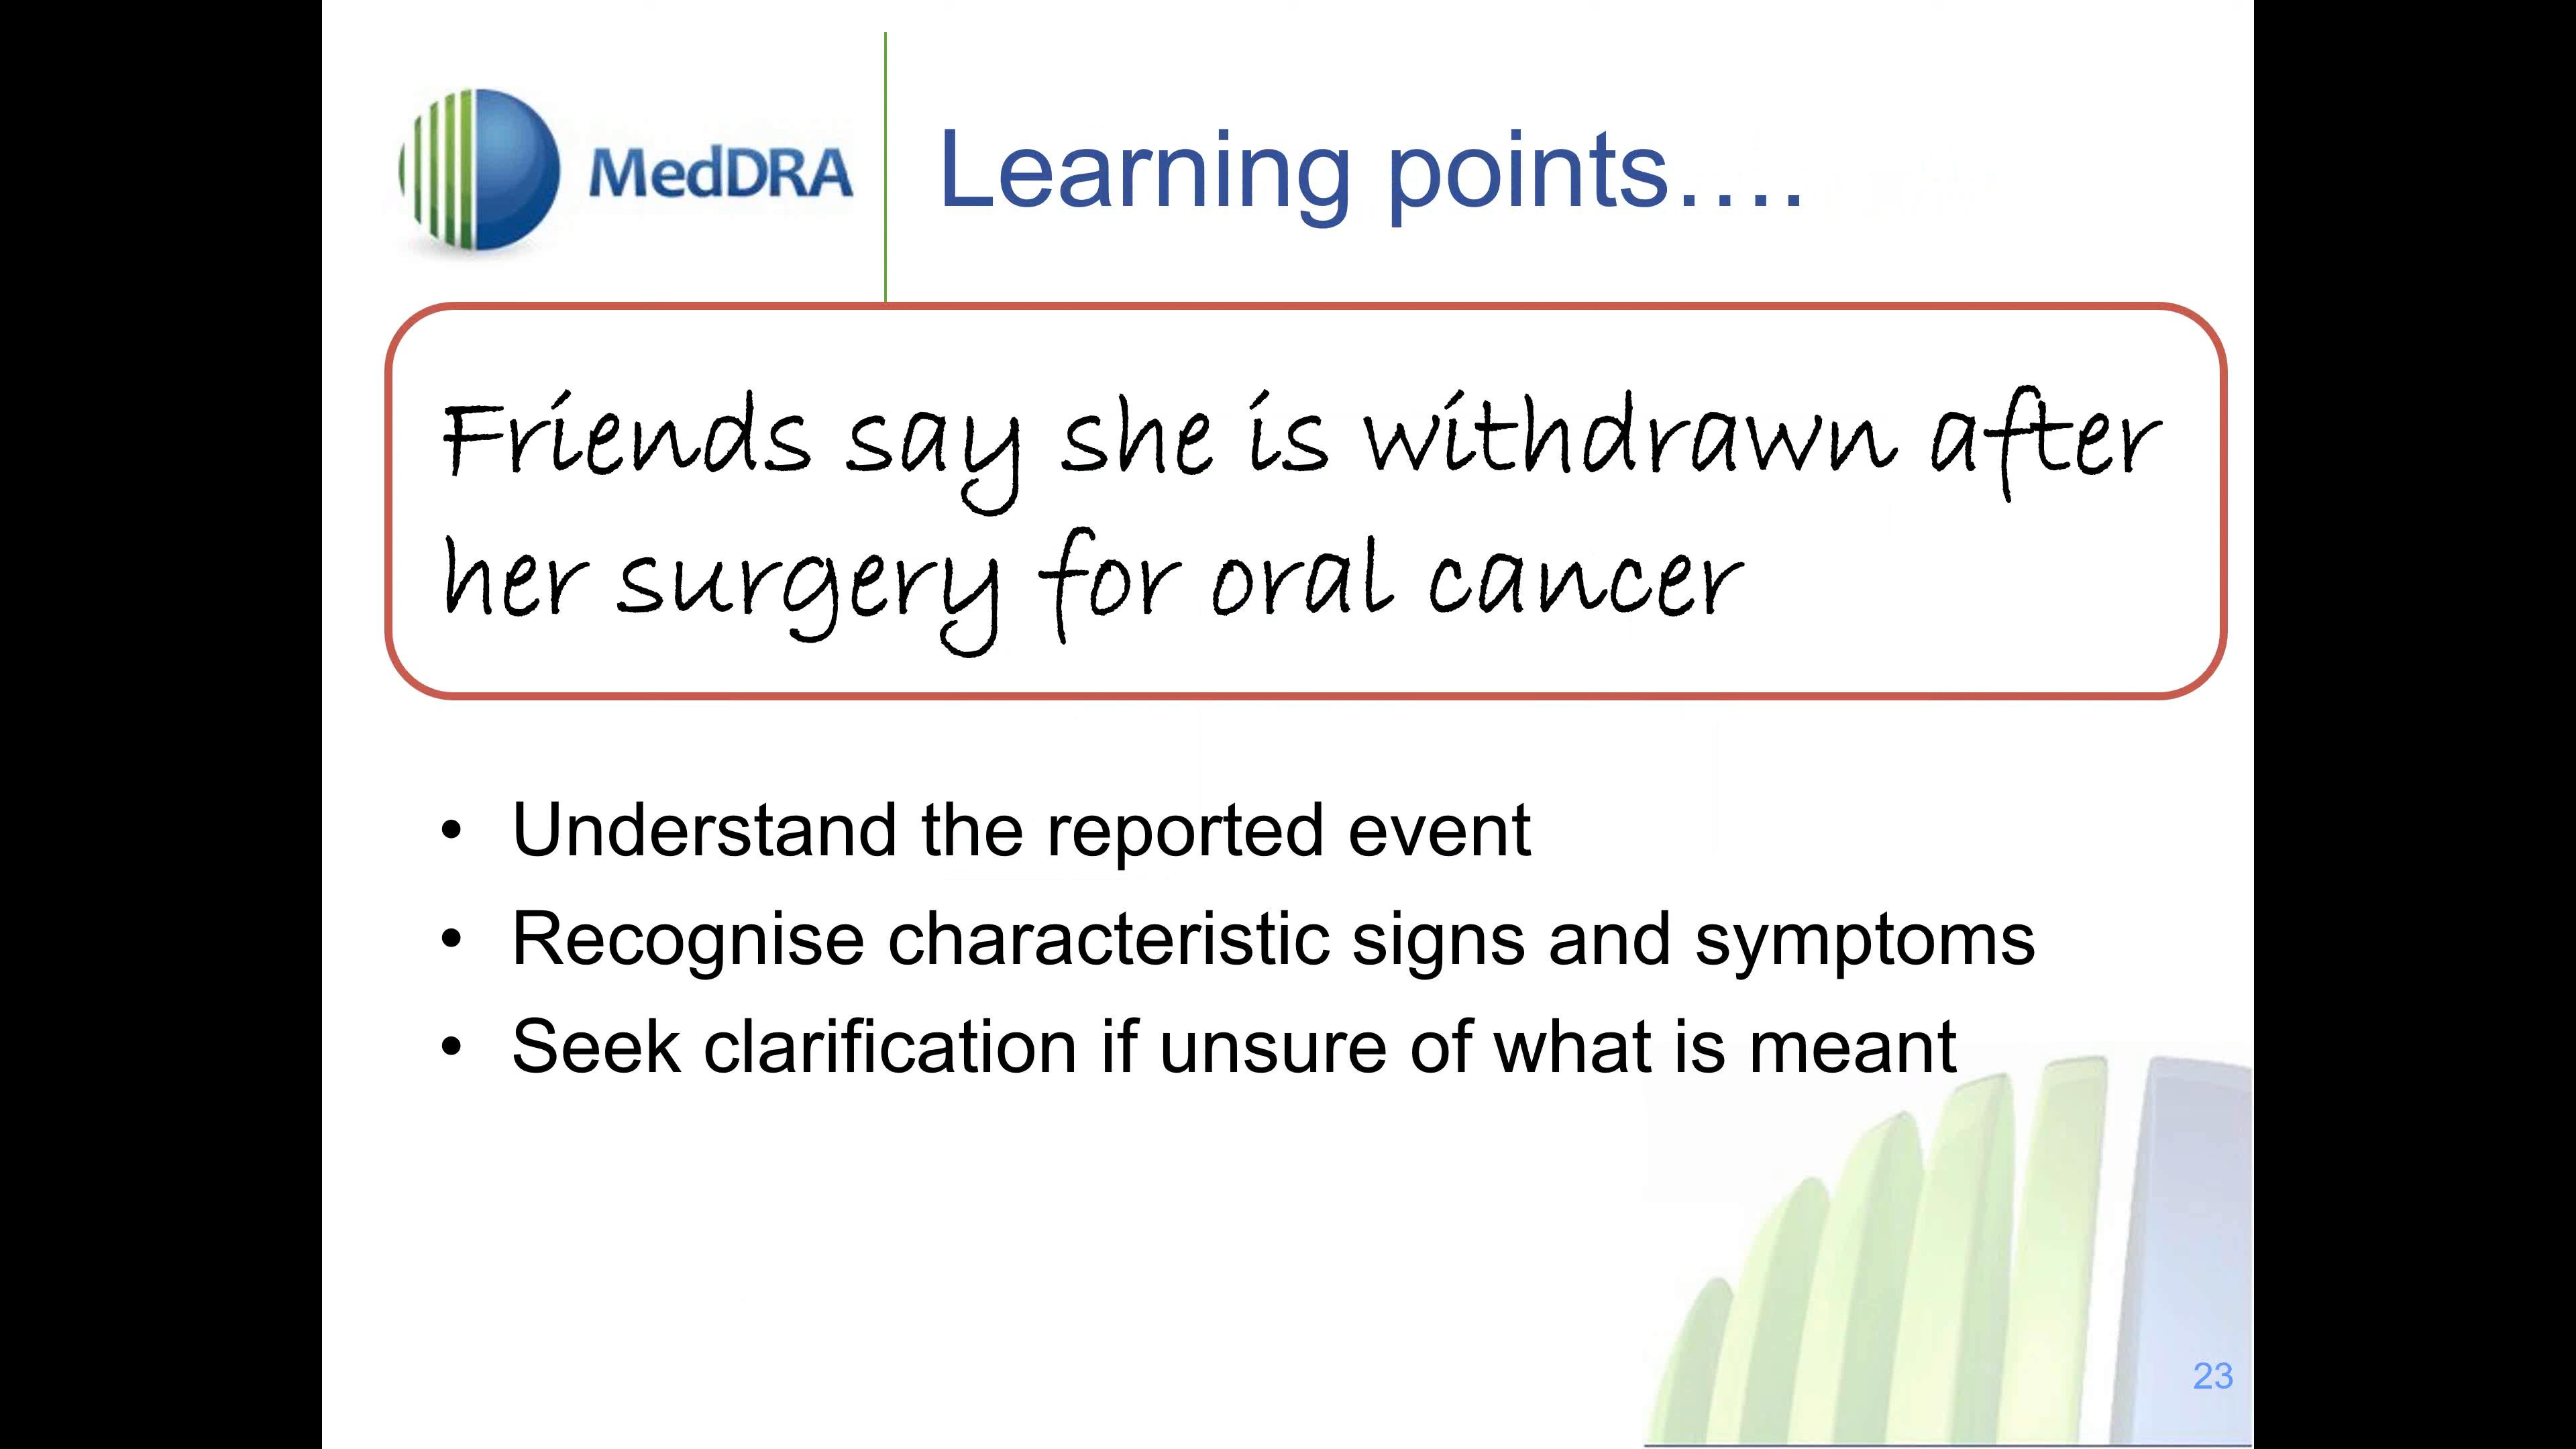 MedDRA
Learning points....
Friends say she is withdrawn after
her surgery for oral cancer
• Understand the reported event
• Recognise characteristic signs and symptoms
• Seek clarification if unsure of what is meant
23